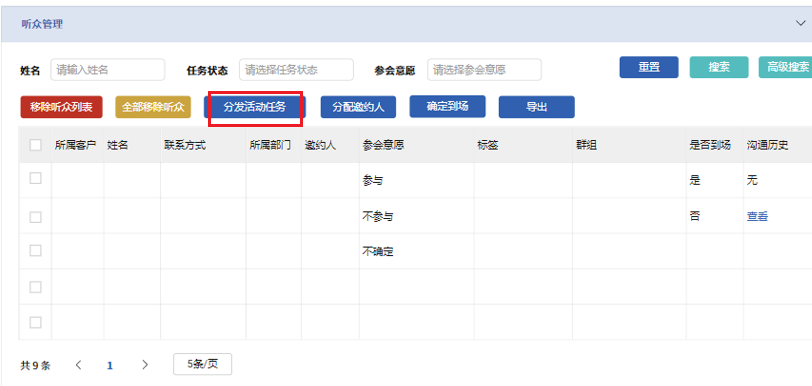 听众管理
姓名 请输入姓名 任务状态 请选择任务状态 参会意愿 请选择参会意愿 重置 搜索 高级搜索
移除听众列表 全部移除听众 分发活动任务 分配邀约人 确定到场 导出
所属客户 姓名 联系方式 所属部门 邀约人 参会意愿 标签 群组 是否到场 沟通历史
参与 是 无
不参与 否 查看
不确定
共 9 条 1 5条/页